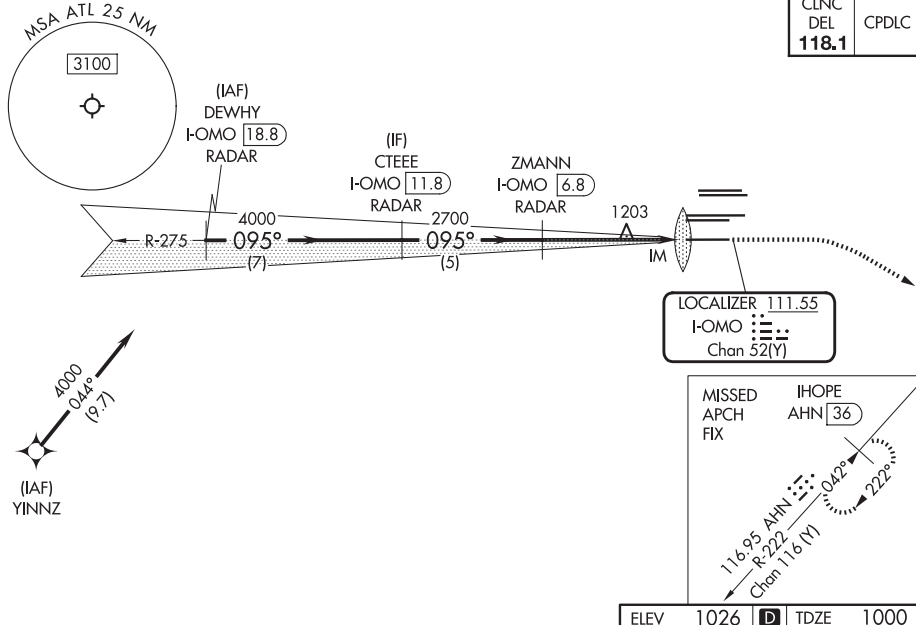 MSA ATL 25 NM
3100
CLNC
DEL
118.1
CPDLC
(IAF)
DEWHY
I-OMO 18.8
RADAR
(IF)
CTEEE
I-OMO 11.8
RADAR
ZMANN
I-OMO 6.8
RADAR
1203
4000
2700
R-275
095°
095°
(7)
(5)
IM
LOCALIZER 111.55
I-OMO
Chan 52(Y)
4000
044°
(9.7)
(IAF)
YINNZ
MISSED
APCH
FIX
IHOPE
AHN 36
042°
222°
116.95 AHN
R-222
Chan 116 (Y)
ELEV 1026 D TDZE 1000